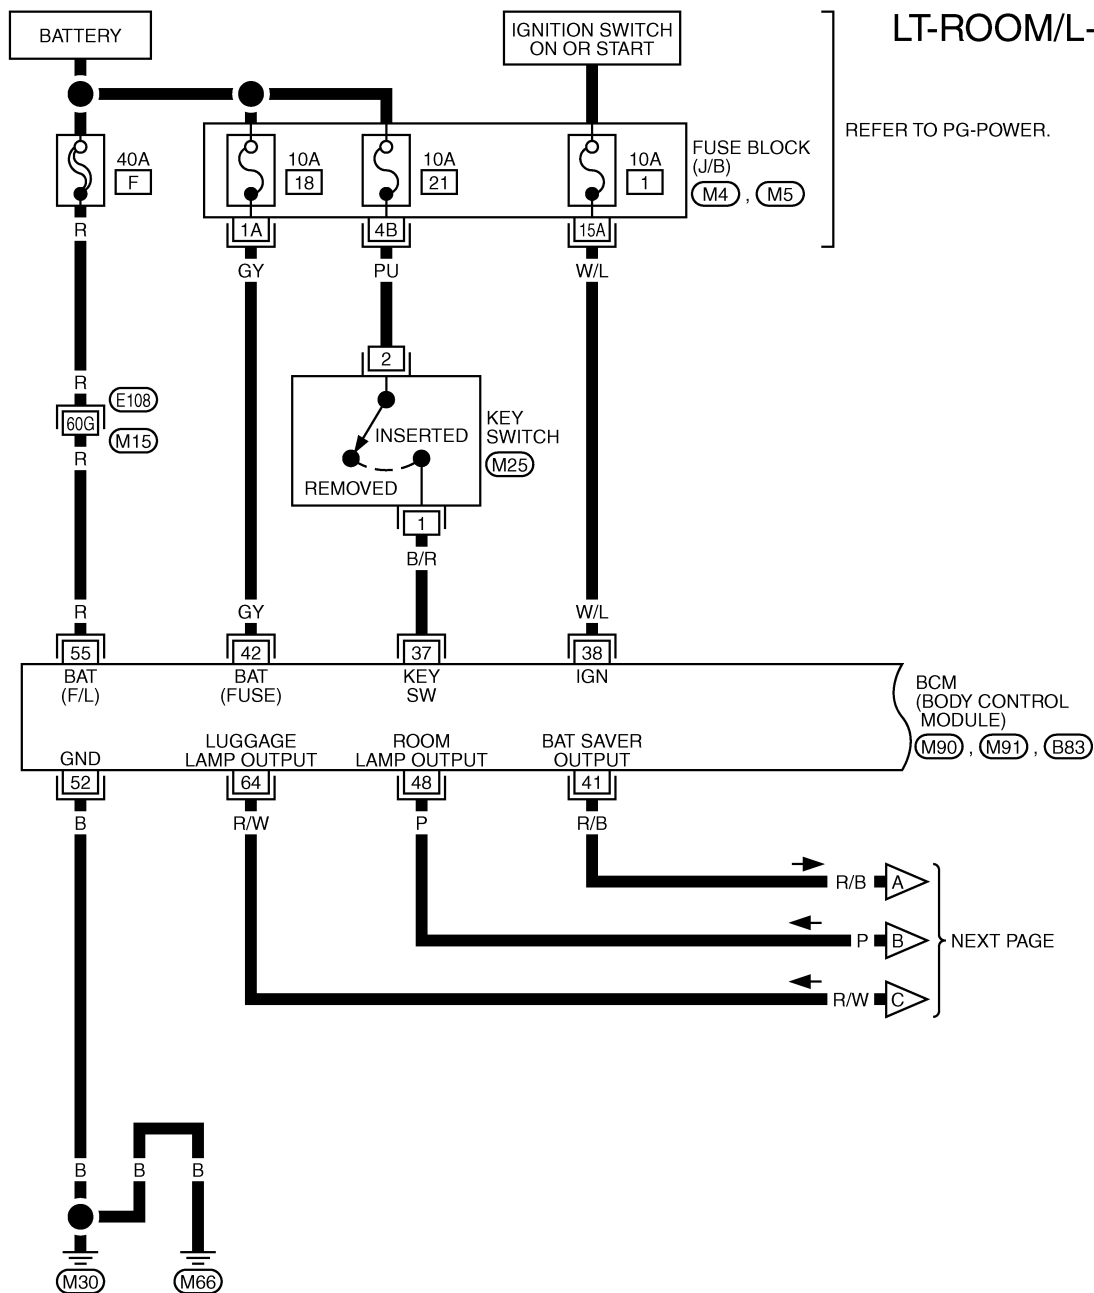 LT-ROOM/L-
BATTERY
IGNITION SWITCH
ON OR START
REFER TO PG-POWER.
40A
F
10A
18
10A
21
10A
1
FUSE BLOCK
(J/B)
M4 , M5
R
1A
4B
15A
GY
PU
W/L
2
R
E108
60G
M15
R
INSERTED
REMOVED
KEY
SWITCH
M25
1
B/R
R
GY
W/L
55
42
37
38
BAT
(F/L)
BAT
(FUSE)
KEY
SW
IGN
BCM
(BODY CONTROL
MODULE)
M90 , M91 , B83
GND
LUGGAGE
LAMP OUTPUT
ROOM
LAMP OUTPUT
BAT SAVER
OUTPUT
52
64
48
41
B
R/W
P
R/B
R/B
A
P
B
NEXT PAGE
R/W
C
B
B
B
M30
M66